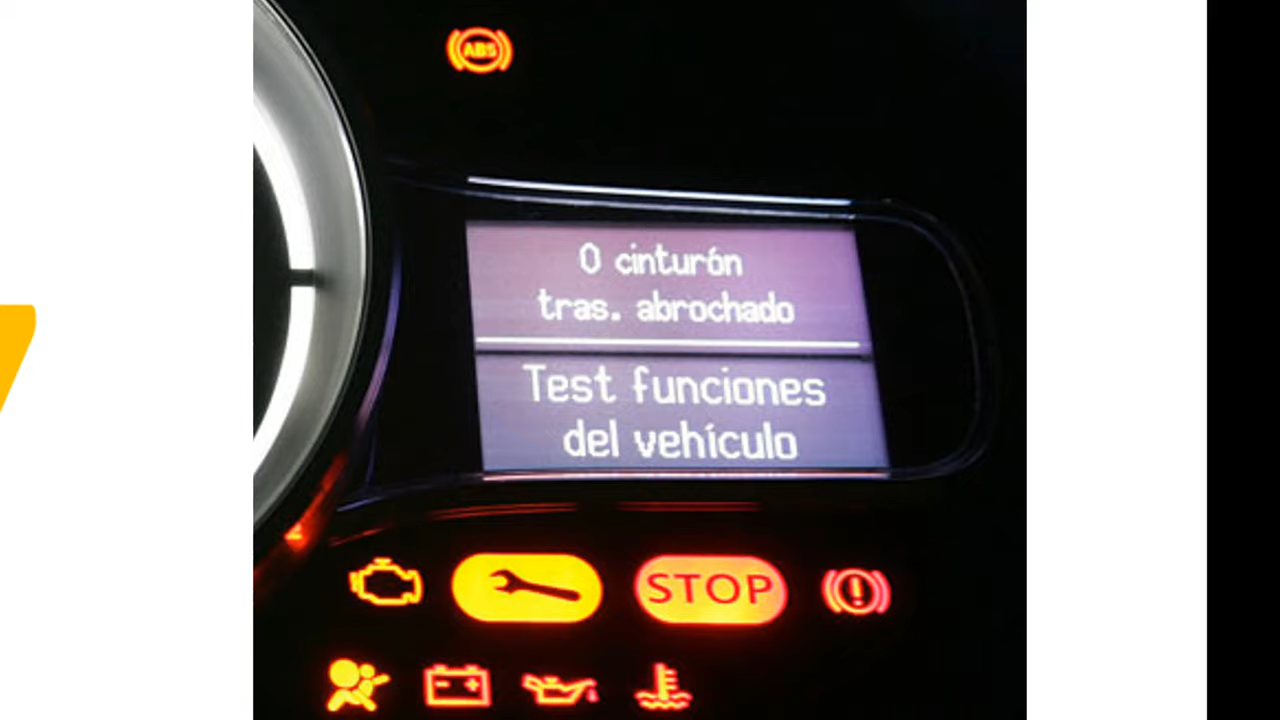 ABS
0 cinturón
tras. abrochado
Test funciones
del vehículo
STOP